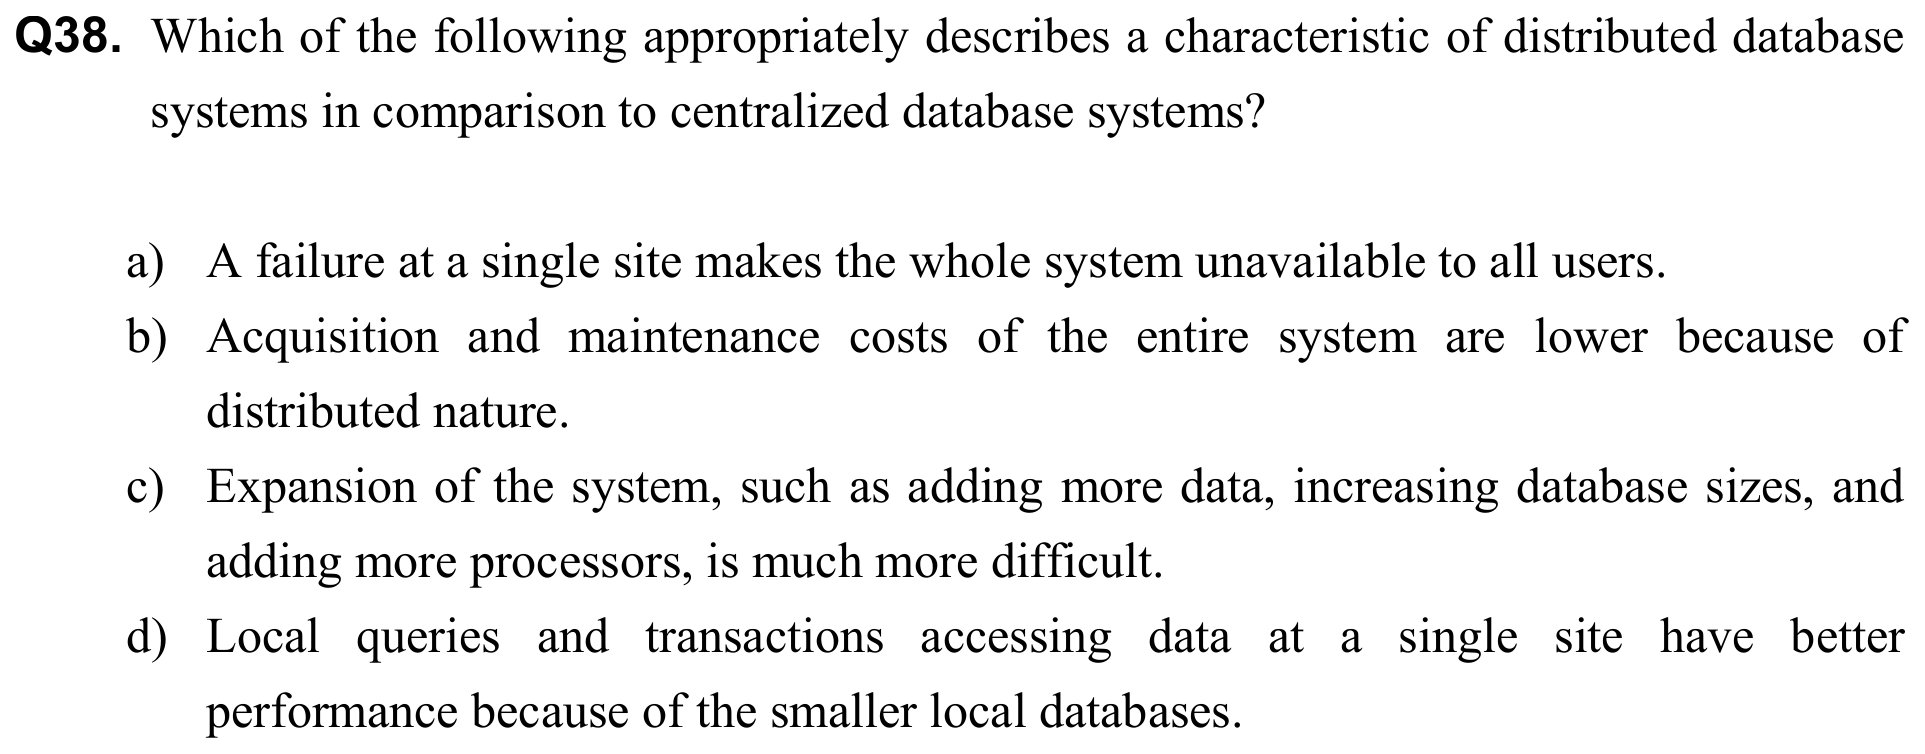 Q38. Which of the following appropriately describes a characteristic of distributed database
systems in comparison to centralized database systems?
a) A failure at a single site makes the whole system unavailable to all users.
b) Acquisition and maintenance costs of the entire system are lower because of
distributed nature.
c) Expansion of the system, such as adding more data, increasing database sizes, and
adding more processors, is much more difficult.
d) Local queries and transactions accessing data at a single site have better
performance because of the smaller local databases.